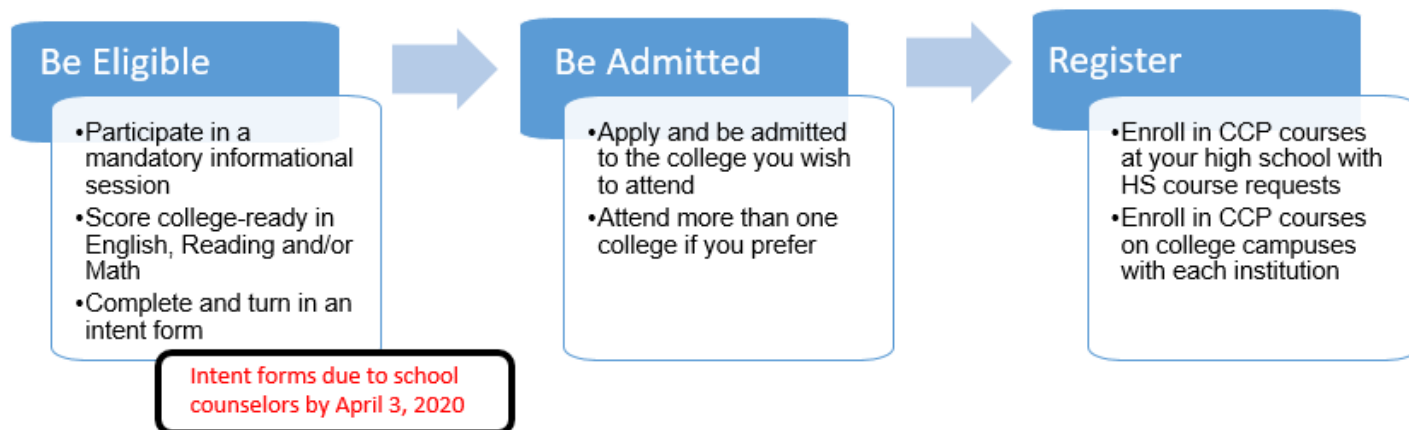 Be Eligible
•Participate in a
mandatory informational
session
•Score college-ready in
English, Reading and/or
Math
•Complete and turn in an
intent form
Intent forms due to school
counselors by April 3, 2020
Be Admitted
•Apply and be admitted
to the college you wish
to attend
•Attend more than one
college if you prefer
Register
•Enroll in CCP courses
at your high school with
HS course requests
•Enroll in CCP courses
on college campuses
with each institution